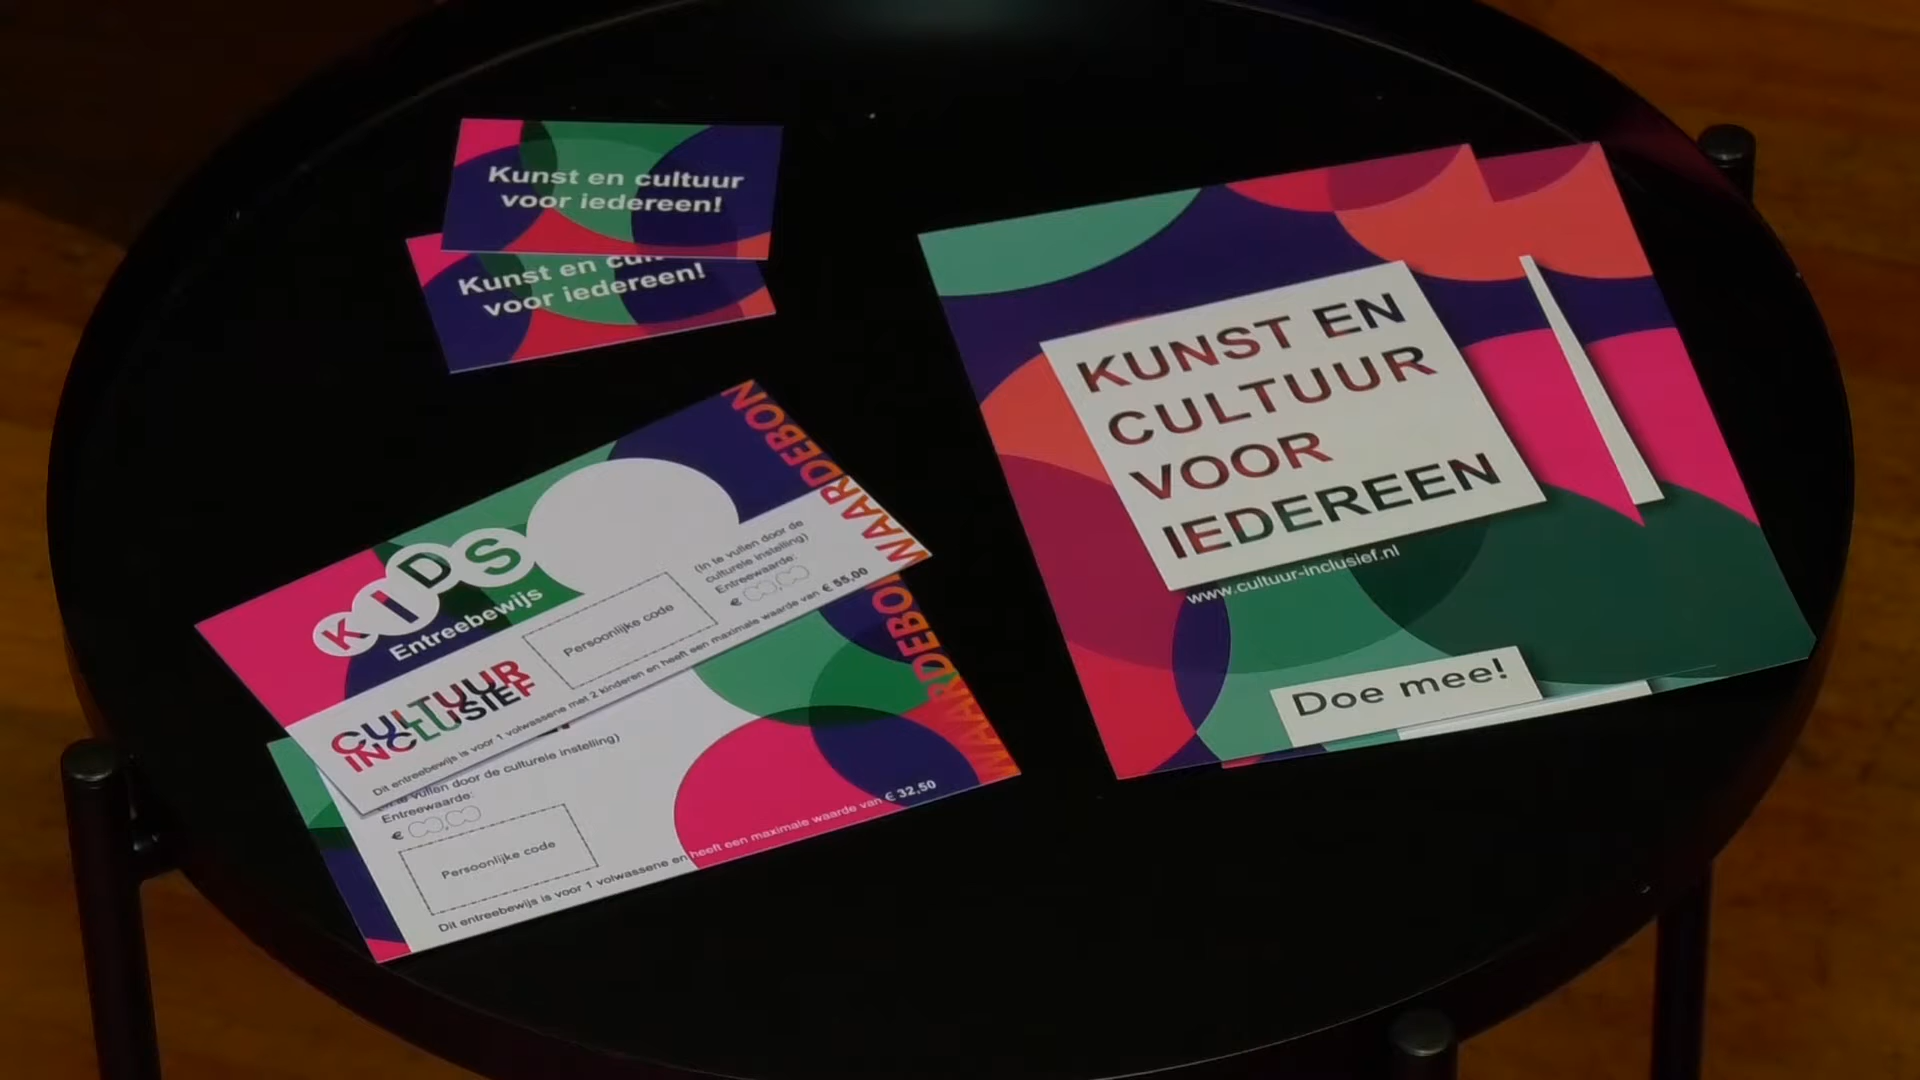 Kunst en cultuur
voor iedereen!
Kunst en
voor iedereen!
KUNST EN
CULTUUR
VOOR
IEDEREEN
www.cultuur-inclusief.nl
Doe mee!
WAARDEBON
KIDS
Entreebewijs
(In te vullen door de
culturele instelling)
Entreewaarde:
€
Persoonlijke code
CULTUUR
INCLUSIEF
Dit entreebewijs is voor 1 volwassene met 2 kinderen en heeft een maximale waarde van € 55,00
WAARDEBON
te vullen door de culturele instelling)
Entreewaarde:
€
Persoonlijke code
Dit entreebewijs is voor 1 volwassene en heeft een maximale waarde van € 32,50